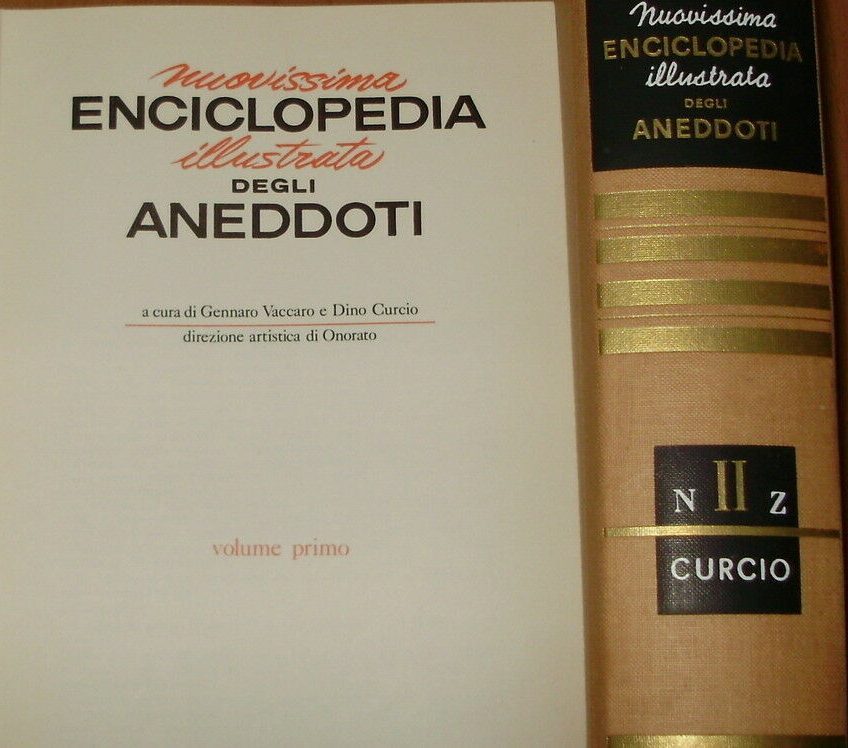 nuovissima
ENCICLOPEDIA
illustrata
DEGLI
ANEDDOTI
a cura di Gennaro Vaccaro e Dino Curcio
direzione artistica di Onorato
volume primo
Nuovissima
ENCICLOPEDIA
illustrata
DEGLI
ANEDDOTI
N II Z
CURCIO